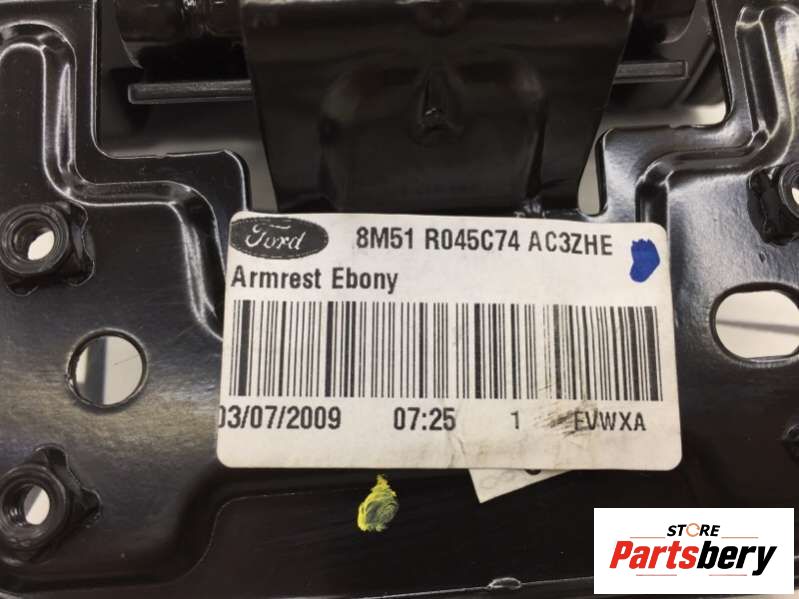 Ford 8M51 R045C74 AC3ZHE
Armrest Ebony
03/07/2009 07:25 1 EVWXA
STORE
Partsbery